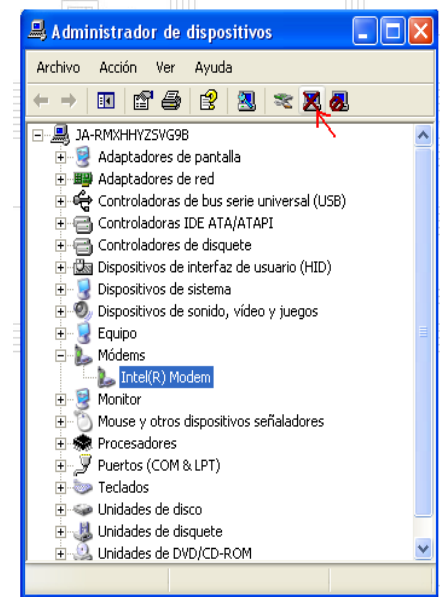 Administrador de dispositivos
Archivo Acción Ver Ayuda
JA-RMXHHYZSVG9B
Adaptadores de pantalla
Adaptadores de red
Controladoras de bus serie universal (USB)
Controladoras IDE ATA/ATAPI
Controladores de disquete
Dispositivos de interfaz de usuario (HID)
Dispositivos de sistema
Dispositivos de sonido, vídeo y juegos
Equipo
Módems
Intel(R) Modem
Monitor
Mouse y otros dispositivos señaladores
Procesadores
Puertos (COM & LPT)
Teclados
Unidades de disco
Unidades de disquete
Unidades de DVD/CD-ROM